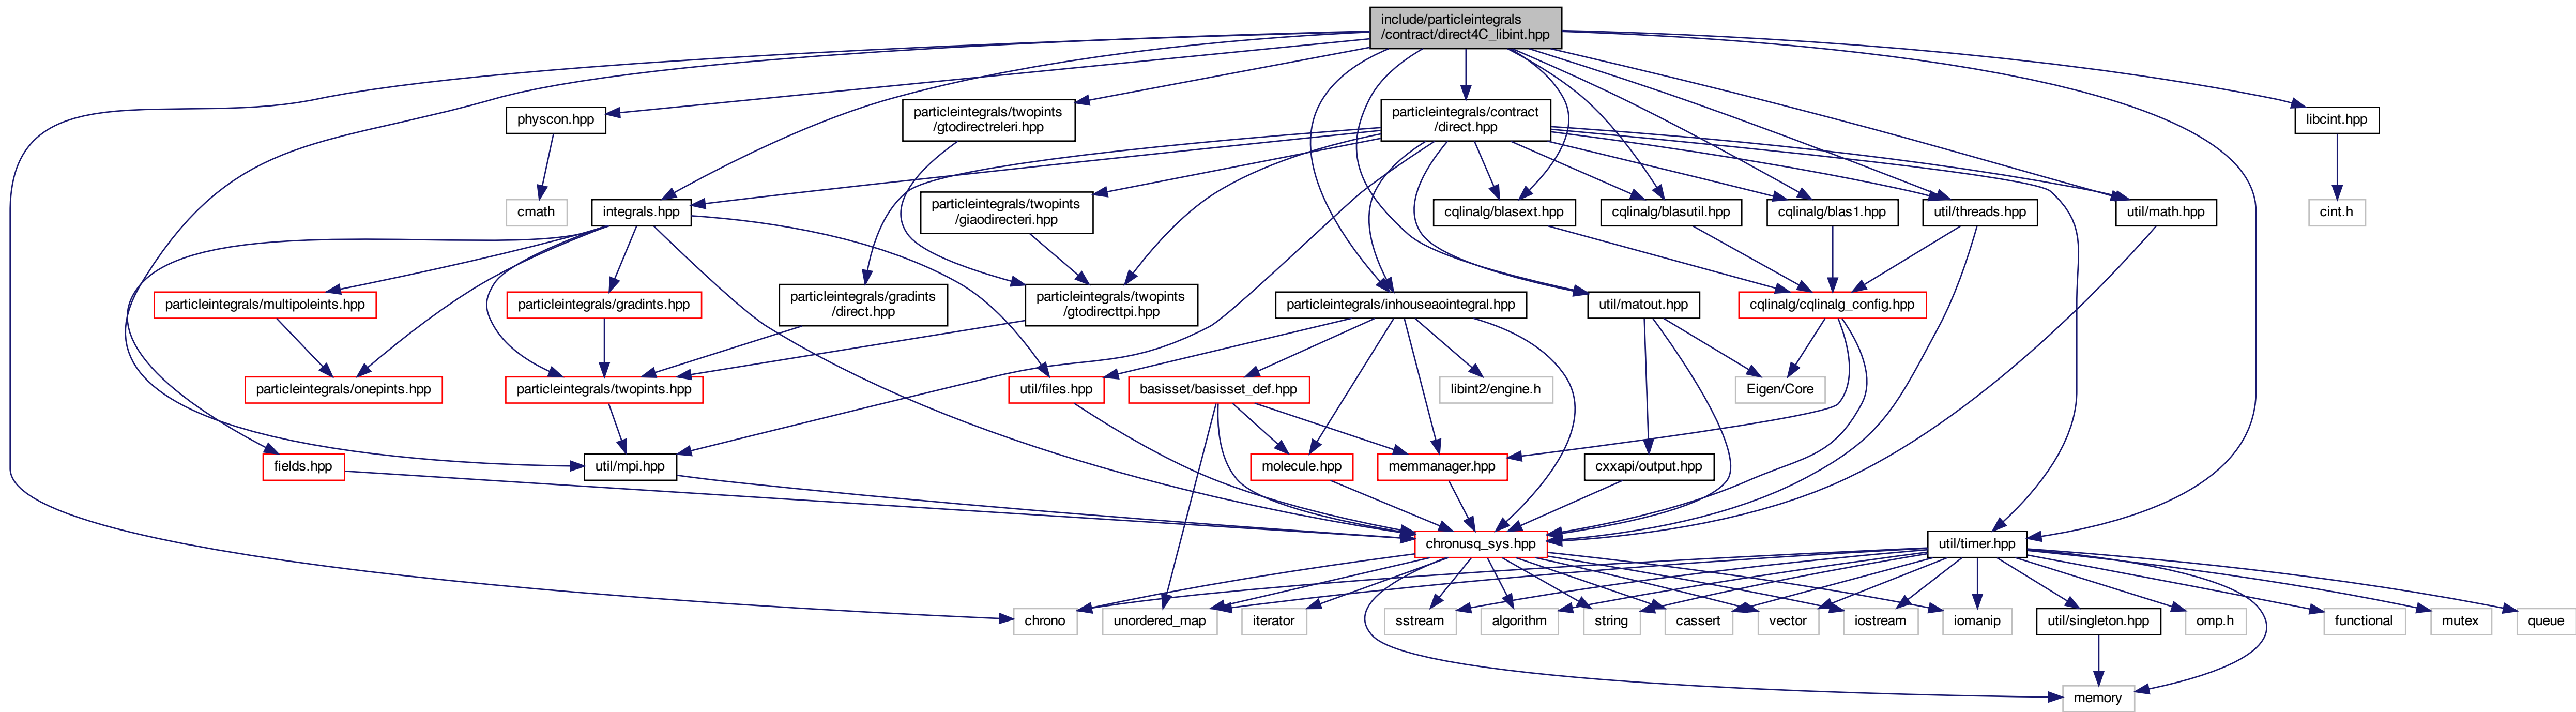 include/particleintegrals
/contract/direct4C_libint.hpp
physcon.hpp
particleintegrals/twopints
/gtodirectreleri.hpp
particleintegrals/contract
/direct.hpp
libcint.hpp
cmath
integrals.hpp
particleintegrals/twopints
/giaodirecteri.hpp
cqlinalg/blasext.hpp
cqlinalg/blasutil.hpp
cqlinalg/blas1.hpp
util/threads.hpp
util/math.hpp
cint.h
particleintegrals/multipoleints.hpp
particleintegrals/gradints.hpp
particleintegrals/gradints
/direct.hpp
particleintegrals/twopints
/gtodirecttpi.hpp
particleintegrals/inhouseaointegral.hpp
util/matout.hpp
cqlinalg/cqlinalg_config.hpp
particleintegrals/onepints.hpp
particleintegrals/twopints.hpp
util/files.hpp
basisset/basisset_def.hpp
libint2/engine.h
Eigen/Core
fields.hpp
util/mpi.hpp
molecule.hpp
memmanager.hpp
cxxapi/output.hpp
chronusq_sys.hpp
util/timer.hpp
chrono
unordered_map
iterator
sstream
algorithm
string
cassert
vector
iostream
iomanip
util/singleton.hpp
omp.h
functional
mutex
queue
memory